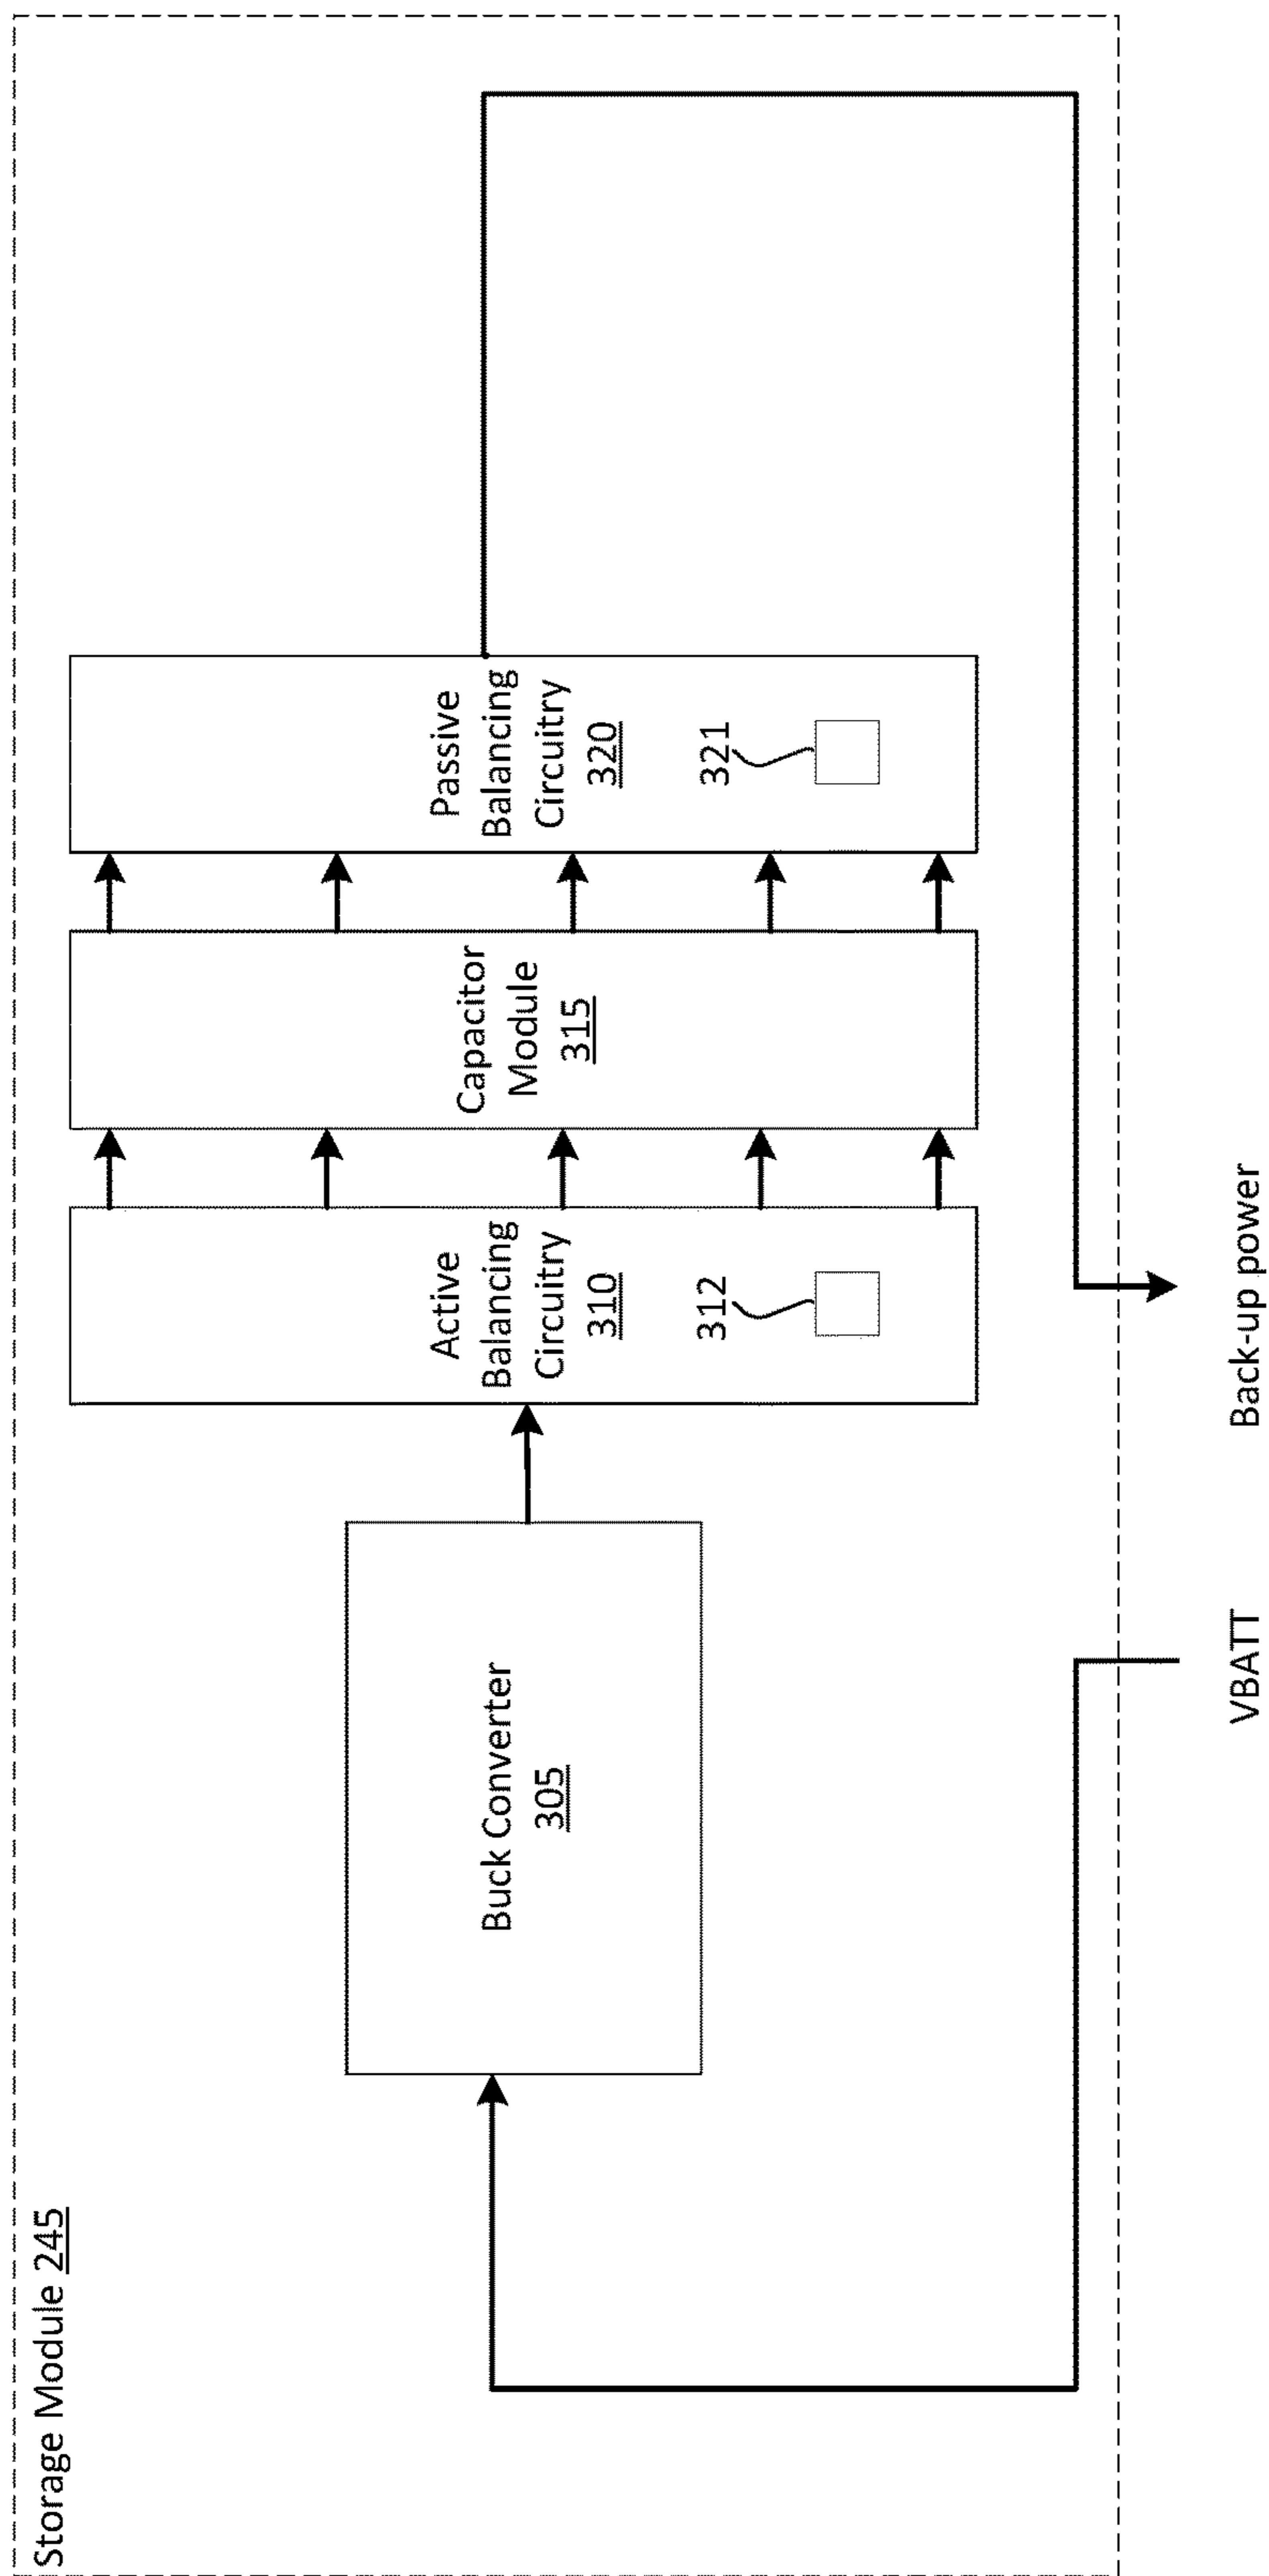 Storage Module 245
Buck Converter
305
Active
Balancing
Circuitry
310
312
Capacitor
Module
315
Passive
Balancing
Circuitry
320
321
VBATT
Back-up power